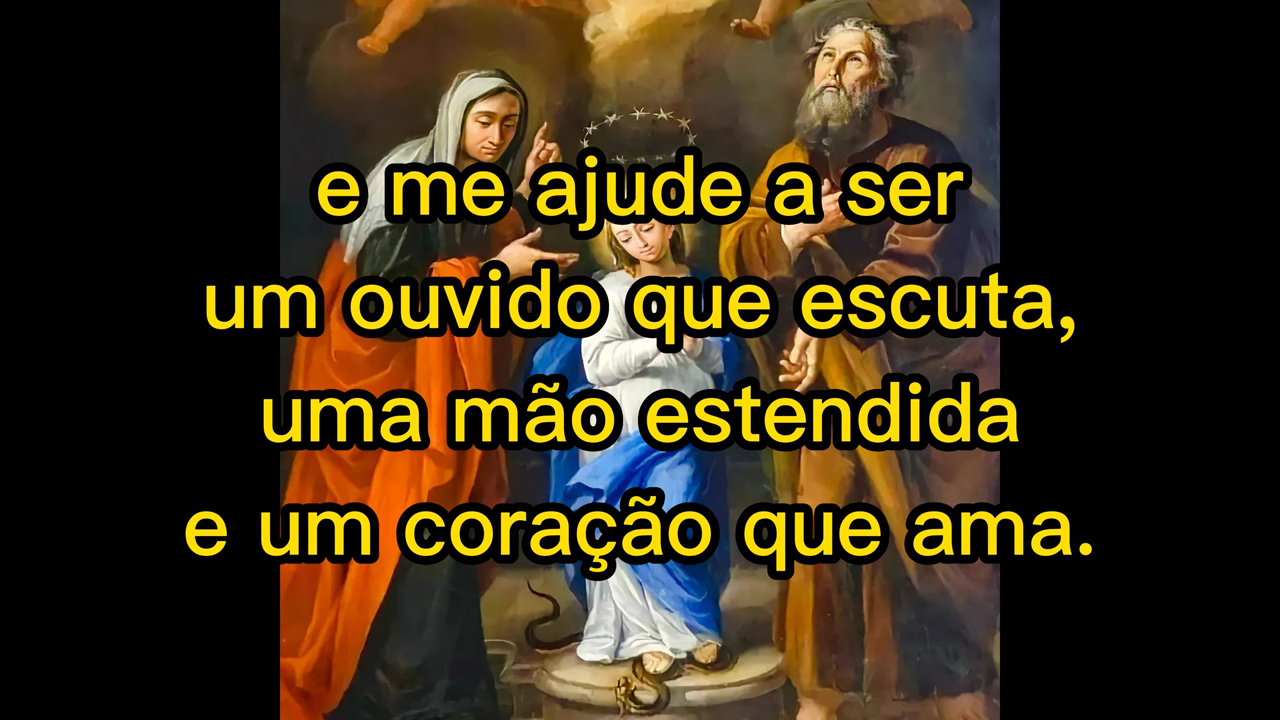 e me ajude a ser
um ouvido que escuta,
uma mão estendida
e um coração que ama.